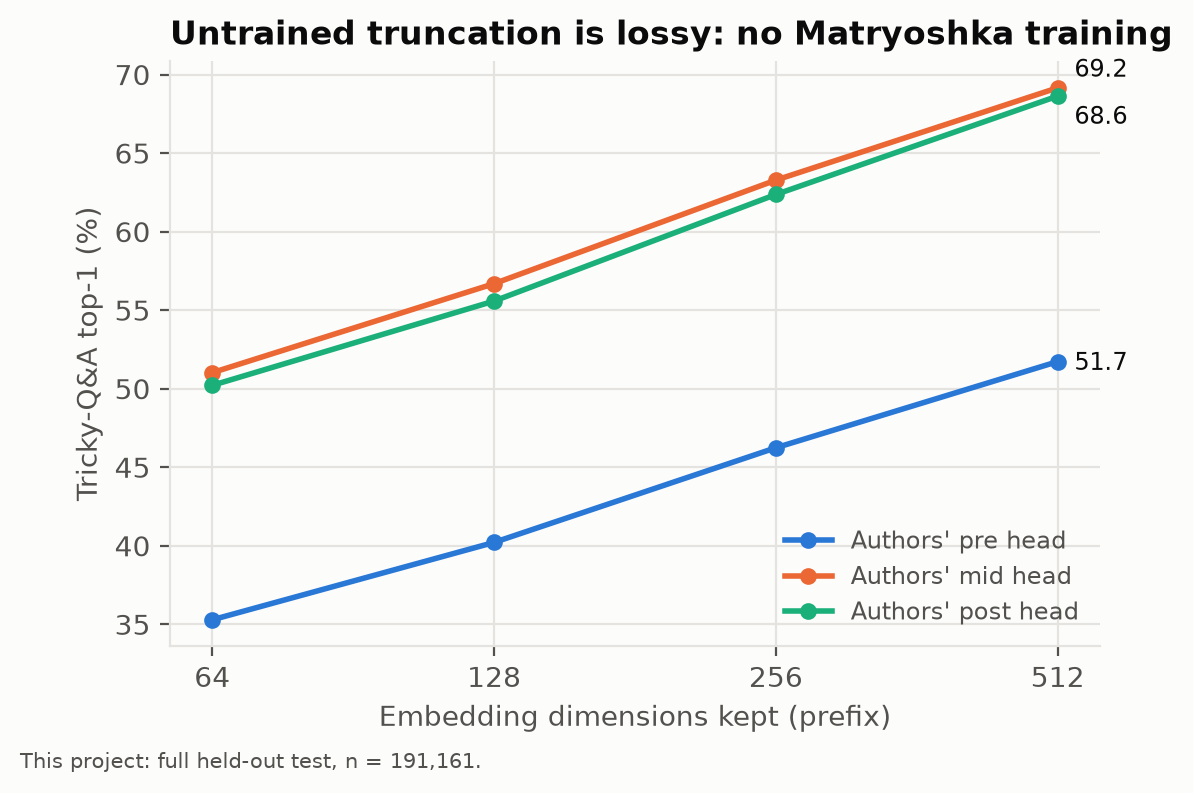 Untrained truncation is lossy: no Matryoshka training
Tricky-Q&A top-1 (%)
70
65
60
55
50
45
40
35
69.2
68.6
51.7
Authors' pre head
Authors' mid head
Authors' post head
64 128 256 512
Embedding dimensions kept (prefix)
This project: full held-out test, n = 191,161.